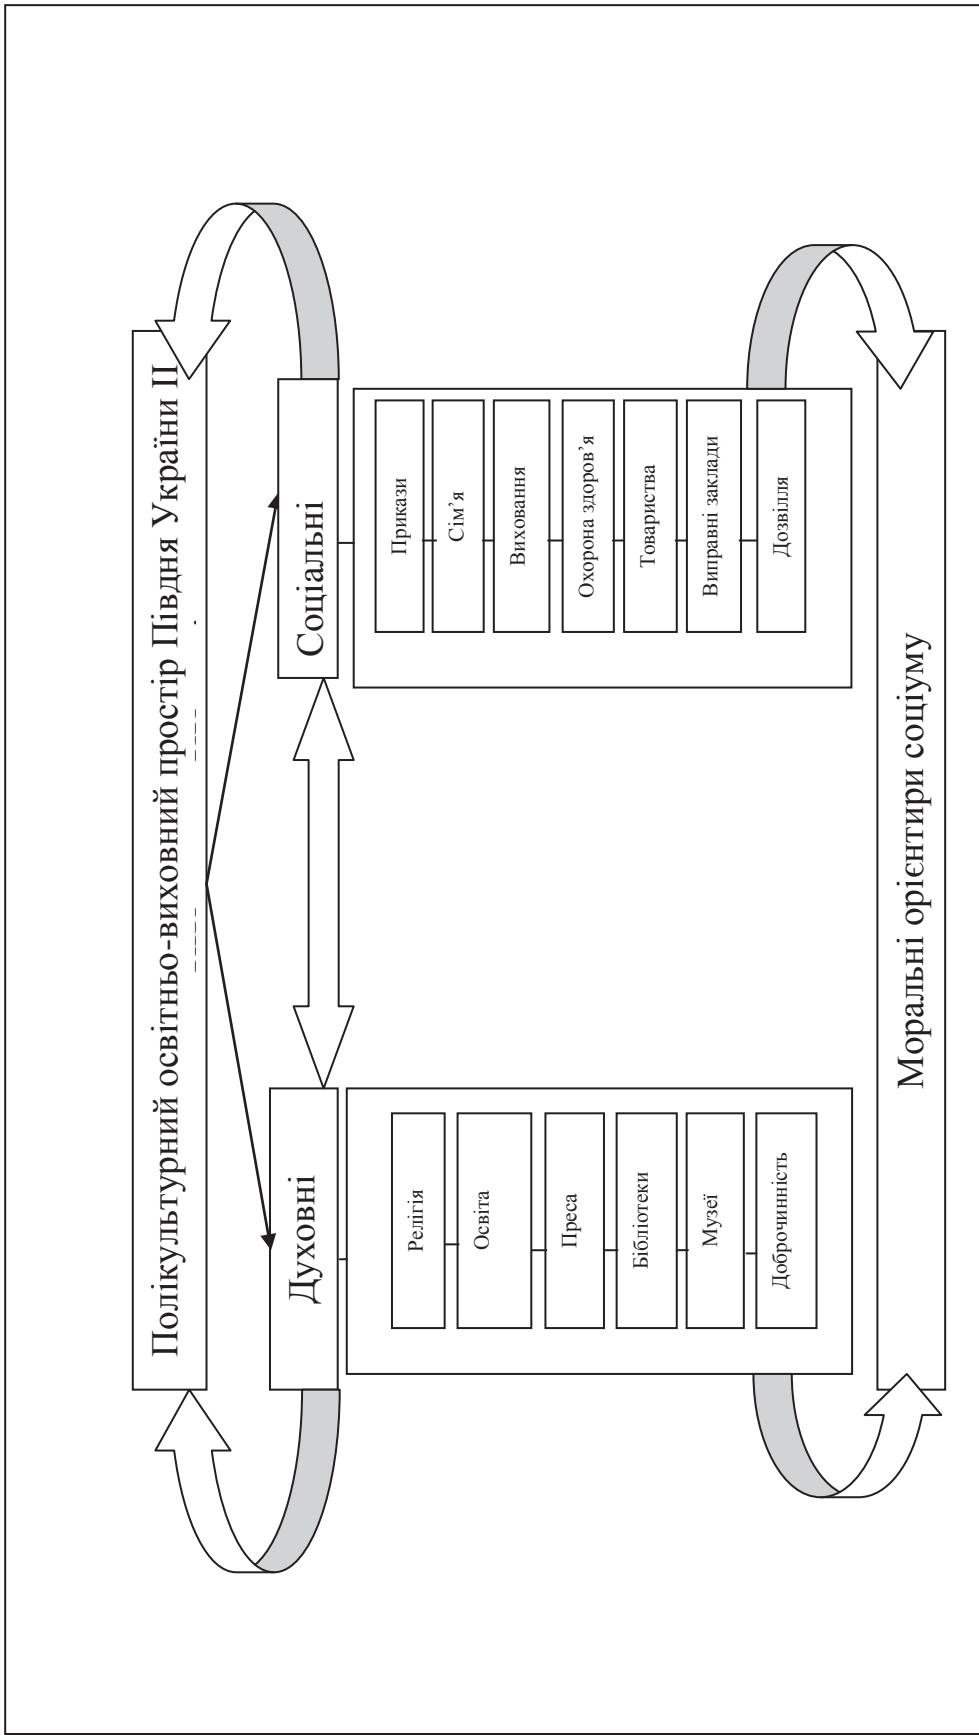 Полікультурний освітньо-виховний простір Півдня України ІІ
Духовні
Релігія
Освіта
Преса
Бібліотеки
Музеї
Доброчинність
Соціальні
Прикази
Сім’я
Виховання
Охорона здоров’я
Товариства
Виправні заклади
Дозвілля
Моральні орієнтири соціуму